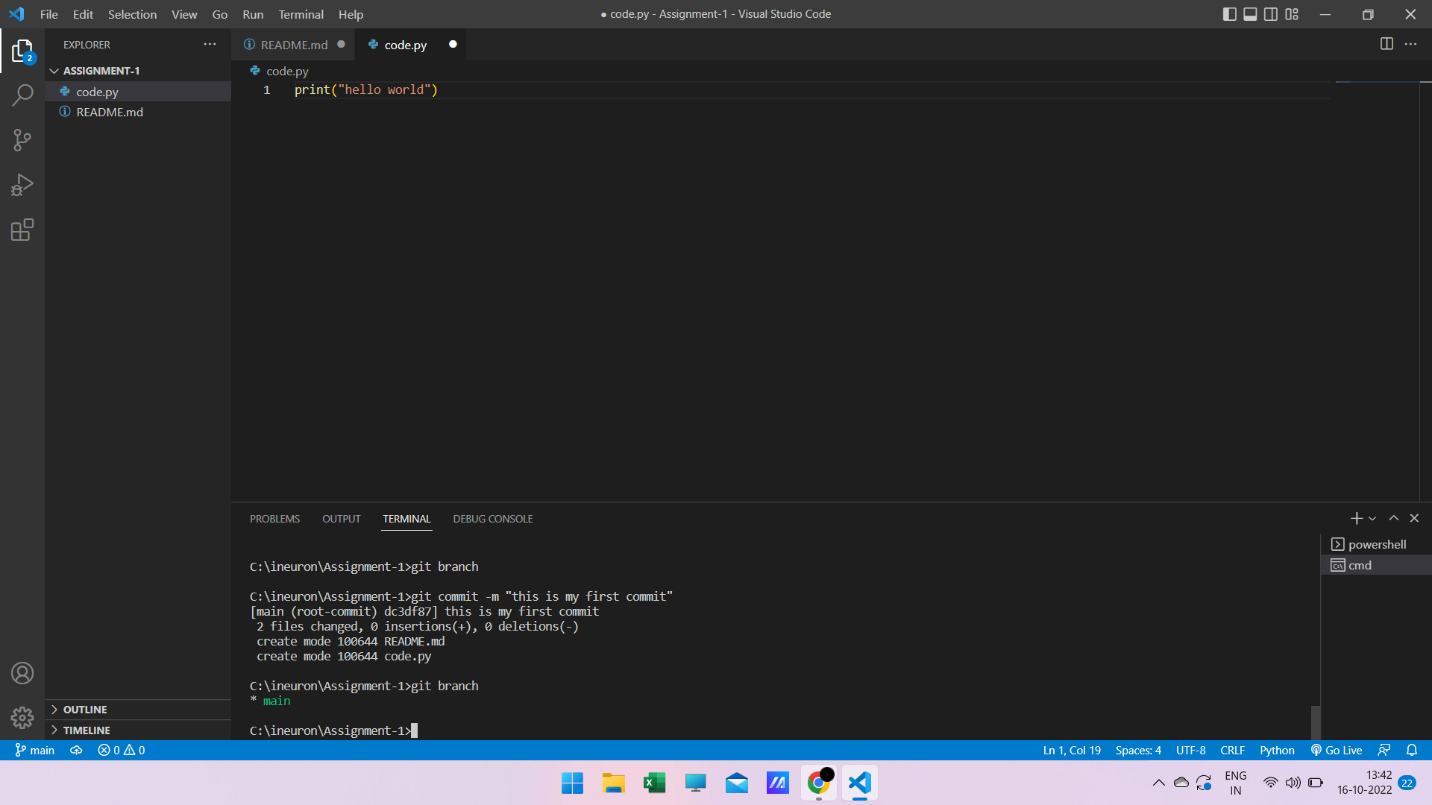 File Edit Selection View Go Run Terminal Help
● code.py - Assignment-1 - Visual Studio Code
EXPLORER
2
ASSIGNMENT-1
code.py
README.md
README.md
code.py
code.py
1 print("hello world")
PROBLEMS OUTPUT TERMINAL DEBUG CONSOLE
powershell
cmd
C:\ineuron\Assignment-1>git branch
C:\ineuron\Assignment-1>git commit -m "this is my first commit"
[main (root-commit) dc3df87] this is my first commit
2 files changed, 0 insertions(+), 0 deletions(-)
create mode 100644 README.md
create mode 100644 code.py
C:\ineuron\Assignment-1>git branch
* main
C:\ineuron\Assignment-1>
OUTLINE
TIMELINE
main 0 0 Ln 1, Col 19 Spaces: 4 UTF-8 CRLF Python Go Live
ENG
IN
13:42
16-10-2022
22